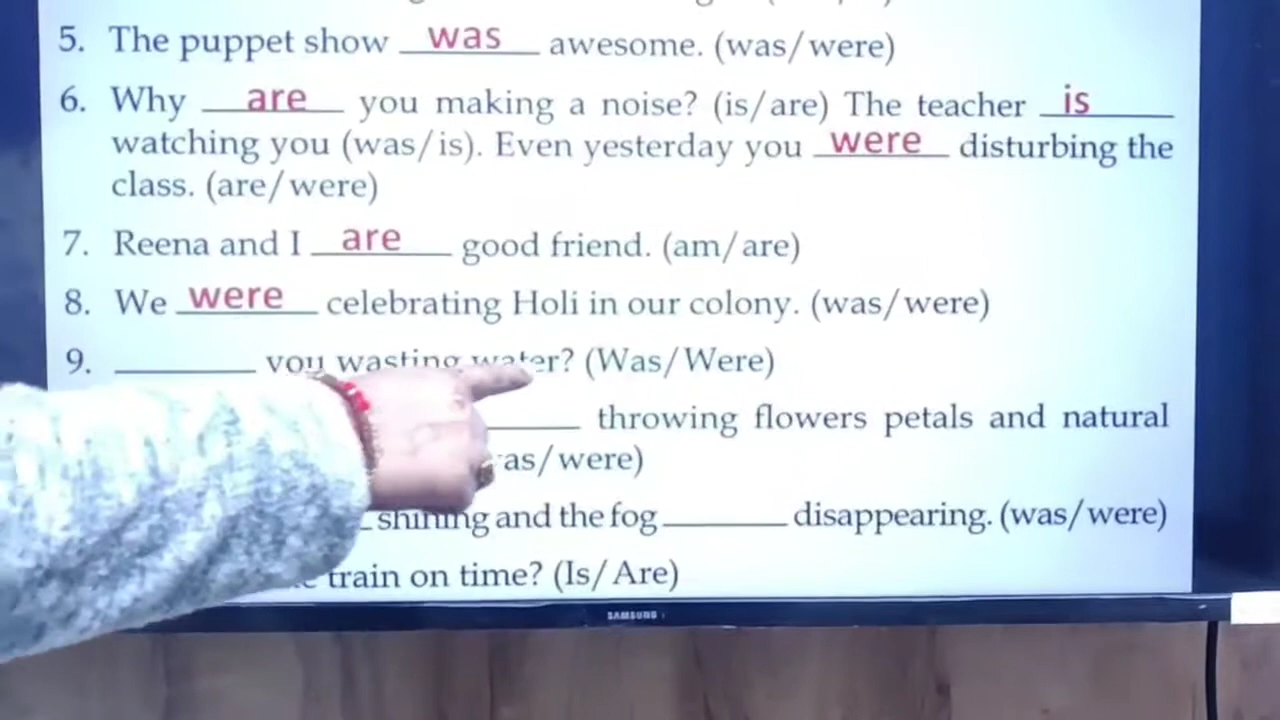 5. The puppet show was awesome. (was/were)
6. Why are you making a noise? (is/are) The teacher is
watching you (was/is). Even yesterday you were disturbing the
class. (are/were)
7. Reena and I are good friend. (am/are)
8. We were celebrating Holi in our colony. (was/were)
9. ________ you wasting water? (Was/Were)
________ throwing flowers petals and natural
as/were)
shining and the fog ________ disappearing. (was/were)
train on time? (Is/Are)
SAMSUNG